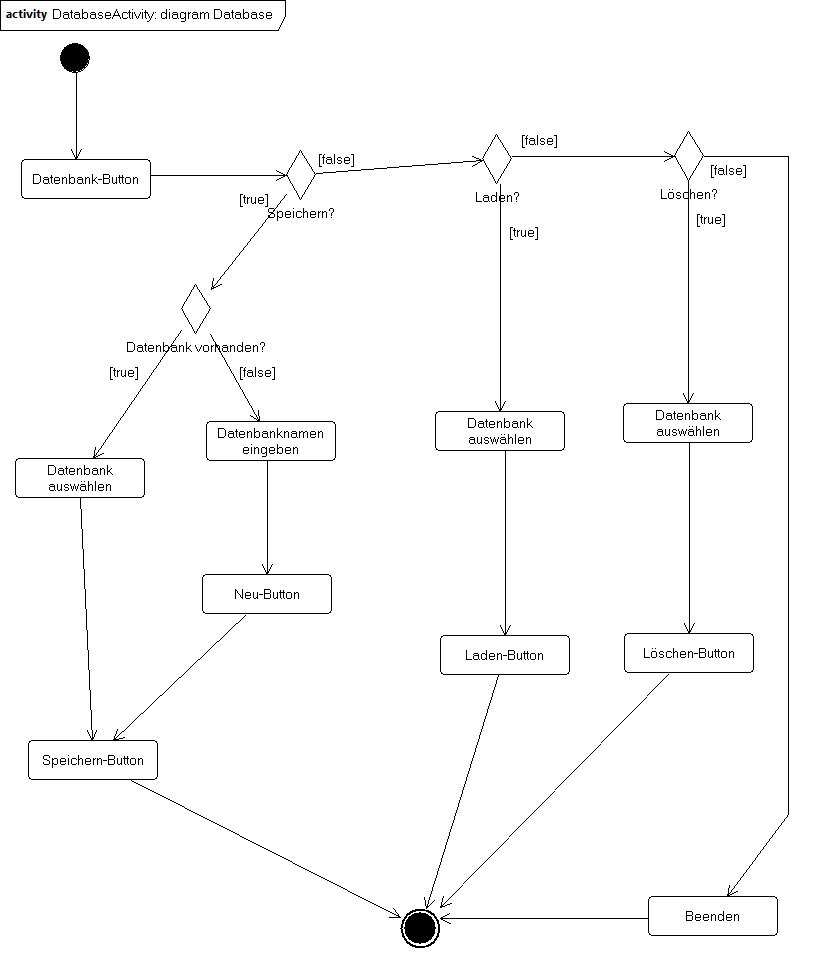 activity DatabaseActivity: diagram Database
[false]
[false]
[false]
Datenbank-Button
[true]
Speichern?
Laden?
Löschen?
[true]
[true]
Datenbank vorhanden?
[true]
[false]
Datenbanknamen
eingeben
Datenbank
auswählen
Datenbank
auswählen
Datenbank
auswählen
Neu-Button
Laden-Button
Löschen-Button
Speichern-Button
Beenden